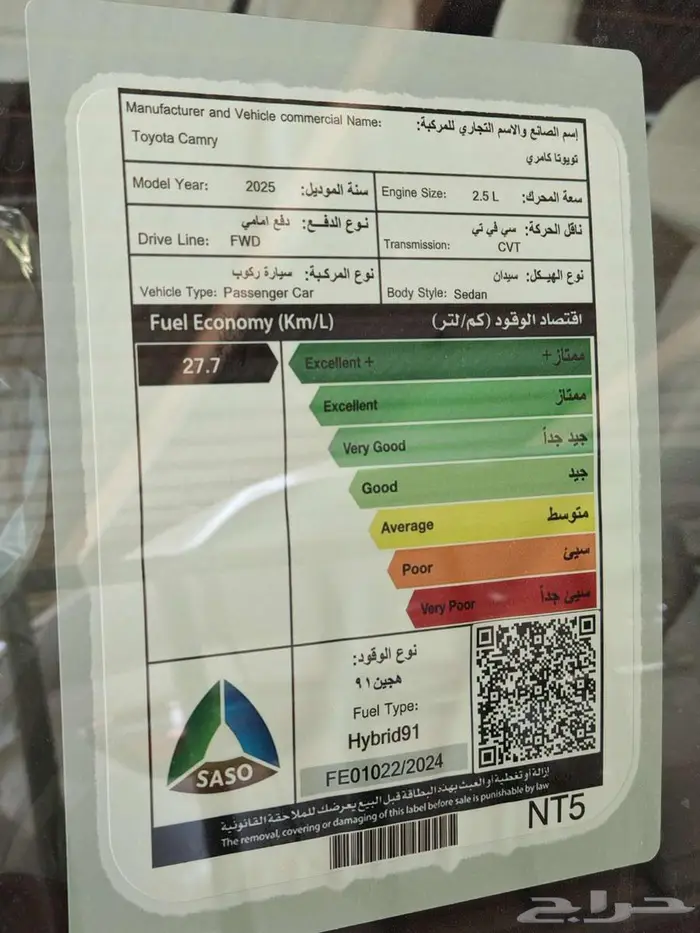 Manufacturer and Vehicle commercial Name: إسم الصانع والاسم التجاري للمركبة:
Toyota Camry تويوتا كامري
Model Year: 2025 سنة الموديل:
Engine Size: 2.5 L سعة المحرك:
نوع الدفـــع: دفع امامي
Drive Line: FWD
ناقل الحركة: سي في تي
Transmission: CVT
نوع المركبة: سيارة ركوب
Vehicle Type: Passenger Car
نوع الهيكل: سيدان
Body Style: Sedan
Fuel Economy (Km/L) اقتصاد الوقود (كم/لتر)
27.7
Excellent + ممتاز+
Excellent ممتاز
Very Good جيد جداً
Good جيد
Average متوسط
Poor سيئ
Very Poor سيئ جداً
نوع الوقود:
هجين٩١
Fuel Type:
Hybrid91
FE01022/2024
SASO
إزالة أو تغطية أو العبث بهذه البطاقة قبل البيع يعرضك للملاحقة القانونية
The removal, covering or damaging of this label before sale is punishable by law
NT5
حراج